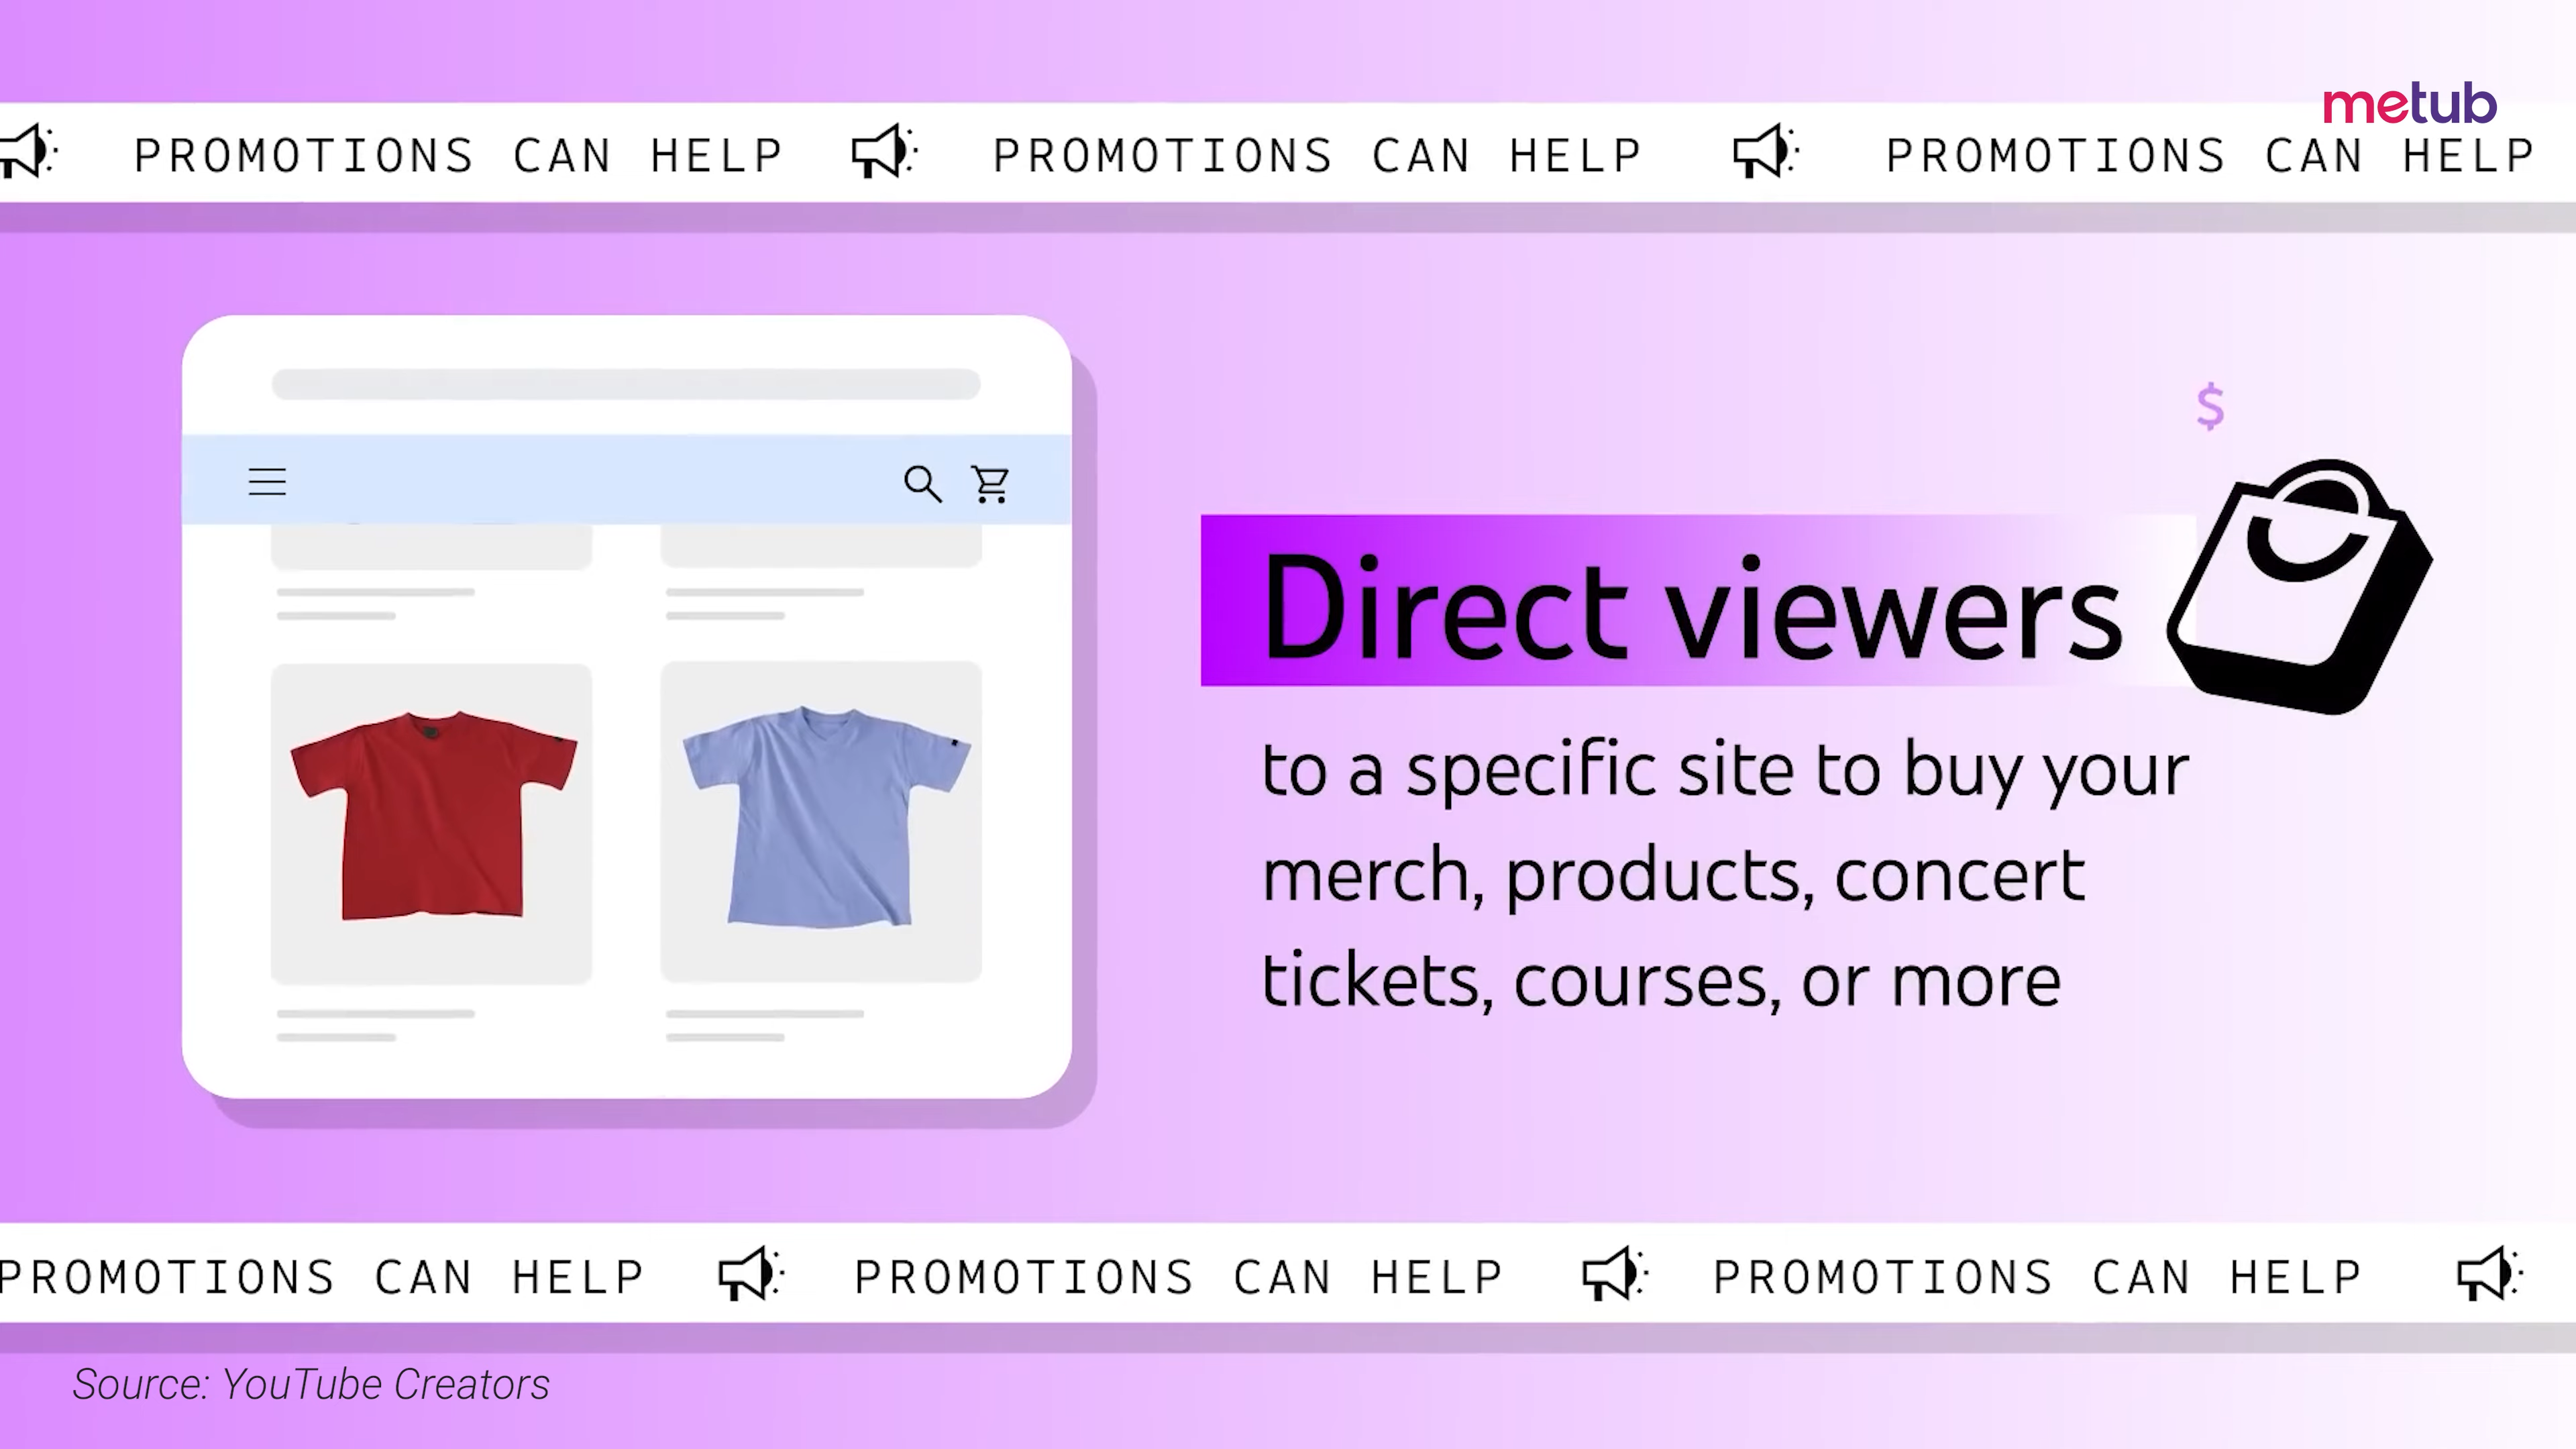 metub
PROMOTIONS CAN HELP PROMOTIONS CAN HELP PROMOTIONS CAN HELP
$
Direct viewers
to a specific site to buy your
merch, products, concert
tickets, courses, or more
PROMOTIONS CAN HELP PROMOTIONS CAN HELP PROMOTIONS CAN HELP
Source: YouTube Creators